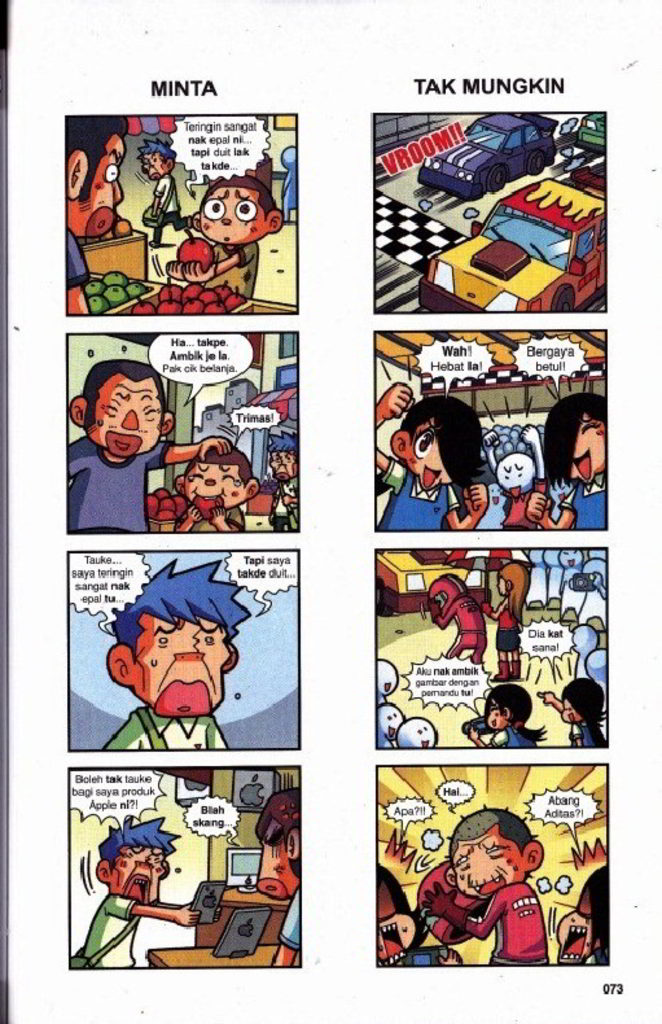 MINTA
Teringin sangat
nak epal ni...
tapi duit laik
takde...
Ha... takpe.
Ambik je la.
Pak cik belanja.
Trimas!
Tauke...
saya teringin
sangat nak
epal tu...
Tapi saya
takde duit...
Boleh tak tauke
bagi saya produk
Apple ni?!
Blah
skang...
TAK MUNGKIN
VROOM!!
Wah!
Hebat la!
Bergaya
betul!
Dia kat
sana!
Aku nak ambik
gambar dengan
pemandu tu!
Hai...
Apa?!!
Abang
Aditas?!
073